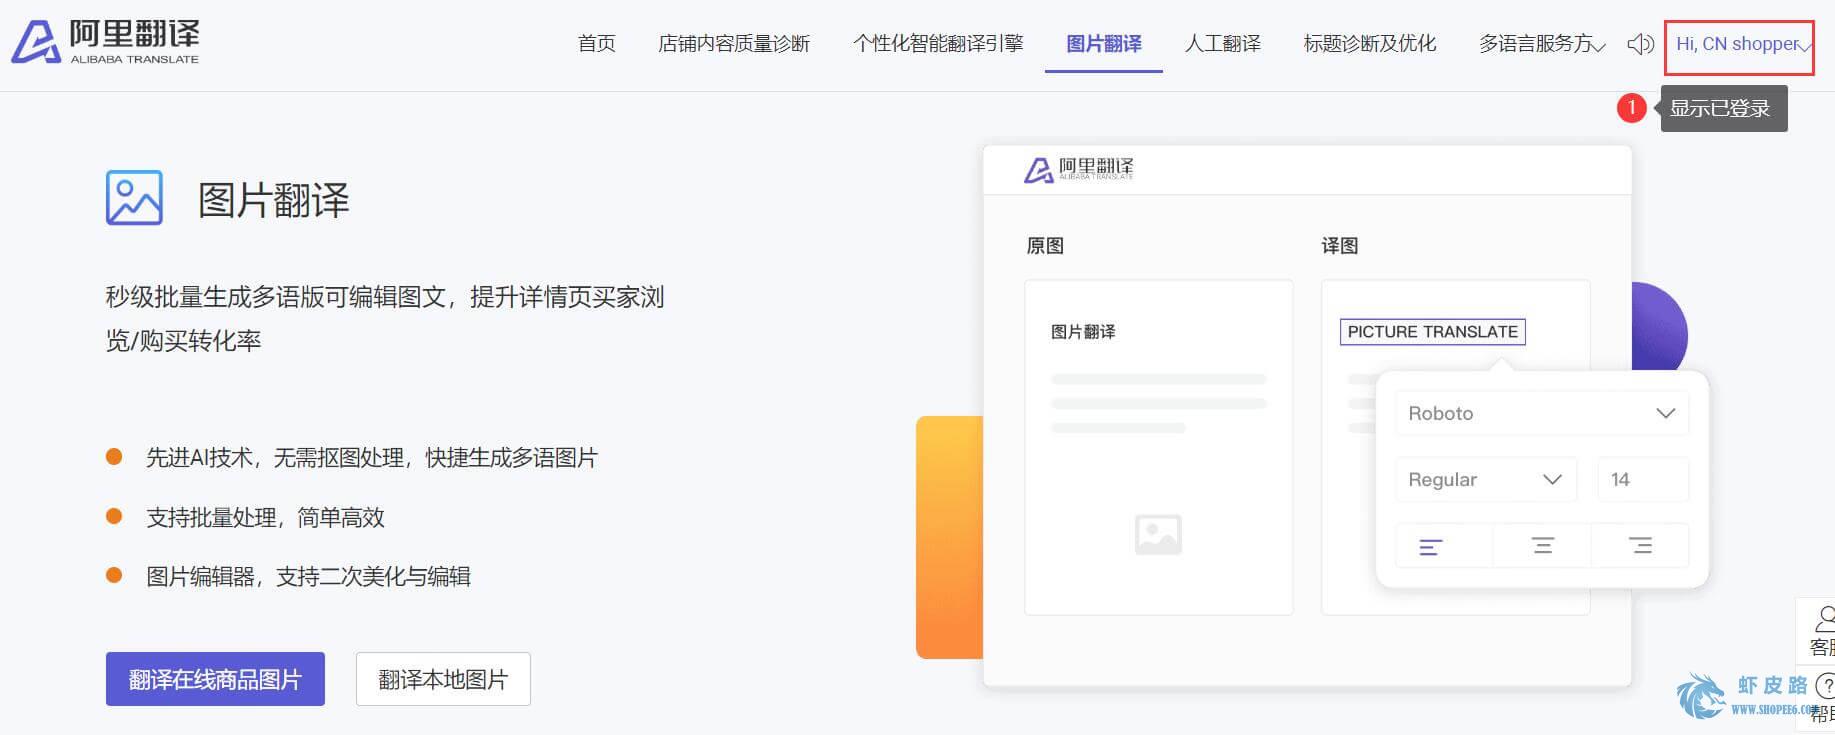 阿里翻译
ALIBABA TRANSLATE
首页
店铺内容质量诊断
个性化智能翻译引擎
图片翻译
人工翻译
标题诊断及优化
多语言服务方
Hi, CN shopper
1
显示已登录
图片翻译
秒级批量生成多语版可编辑图文，提升详情页买家浏
览/购买转化率
先进AI技术，无需抠图处理，快捷生成多语图片
支持批量处理，简单高效
图片编辑器，支持二次美化与编辑
翻译在线商品图片
翻译本地图片
阿里翻译
ALIBABA TRANSLATE
原图
译图
图片翻译
PICTURE TRANSLATE
Roboto
Regular
14
客服
虾皮路
WWW.SHOPEE6.COM
?
帮助